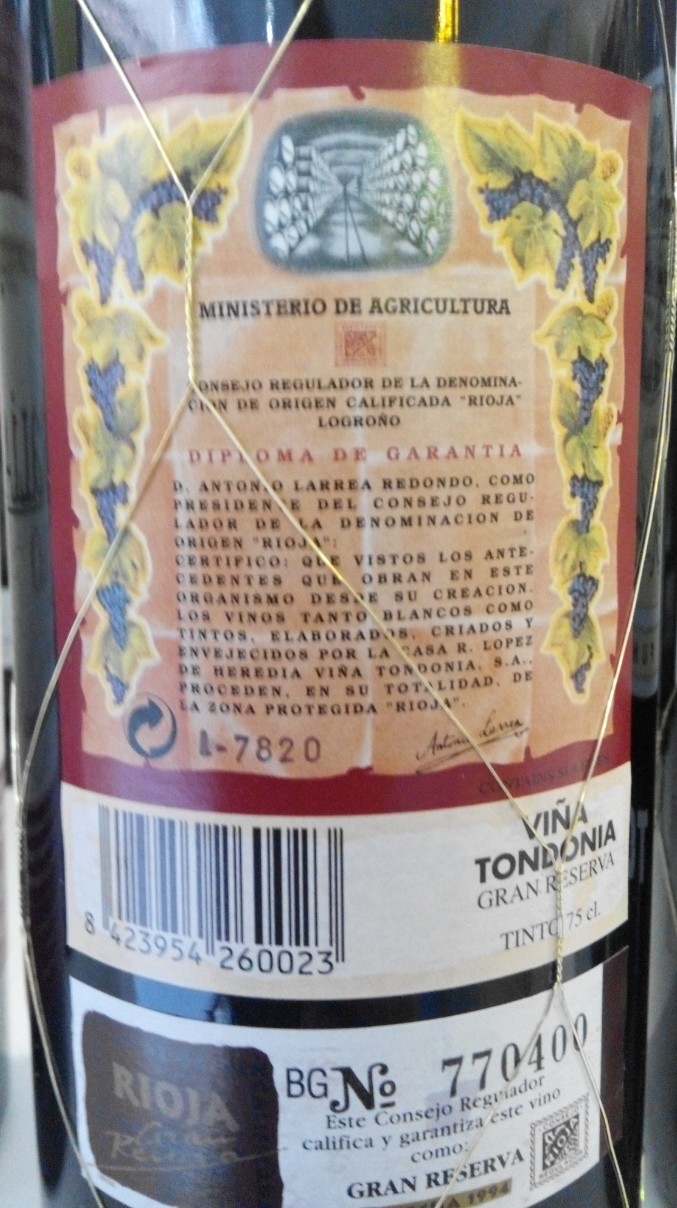 MINISTERIO DE AGRICULTURA
CONSEJO REGULADOR DE LA DENOMINA-
CION DE ORIGEN CALIFICADA "RIOJA"
LOGROÑO
DIPLOMA DE GARANTIA
D. ANTONIO LARREA REDONDO, COMO
PRESIDENTE DEL CONSEJO REGU-
LADOR DE LA DENOMINACION DE
ORIGEN "RIOJA":
CERTIFICO: QUE VISTOS LOS ANTE-
CEDENTES QUE OBRAN EN ESTE
ORGANISMO DESDE SU CREACION,
LOS VINOS TANTO BLANCOS COMO
TINTOS, ELABORADOS, CRIADOS Y
ENVEJECIDOS POR LA CASA R. LOPEZ
DE HEREDIA VIÑA TONDONIA, S.A.,
PROCEDEN, EN SU TOTALIDAD, DE
LA ZONA PROTEGIDA "RIOJA".
L-7820
Antonio Larrea
CONTAINS
VIÑA
TONDONIA
GRAN RESERVA
TINTO 75 cl.
8 423954 260023
RIOJA
Gran
Reserva
BG No 770400
Este Consejo Regulador
califica y garantiza este vino
como:
GRAN RESERVA
1994